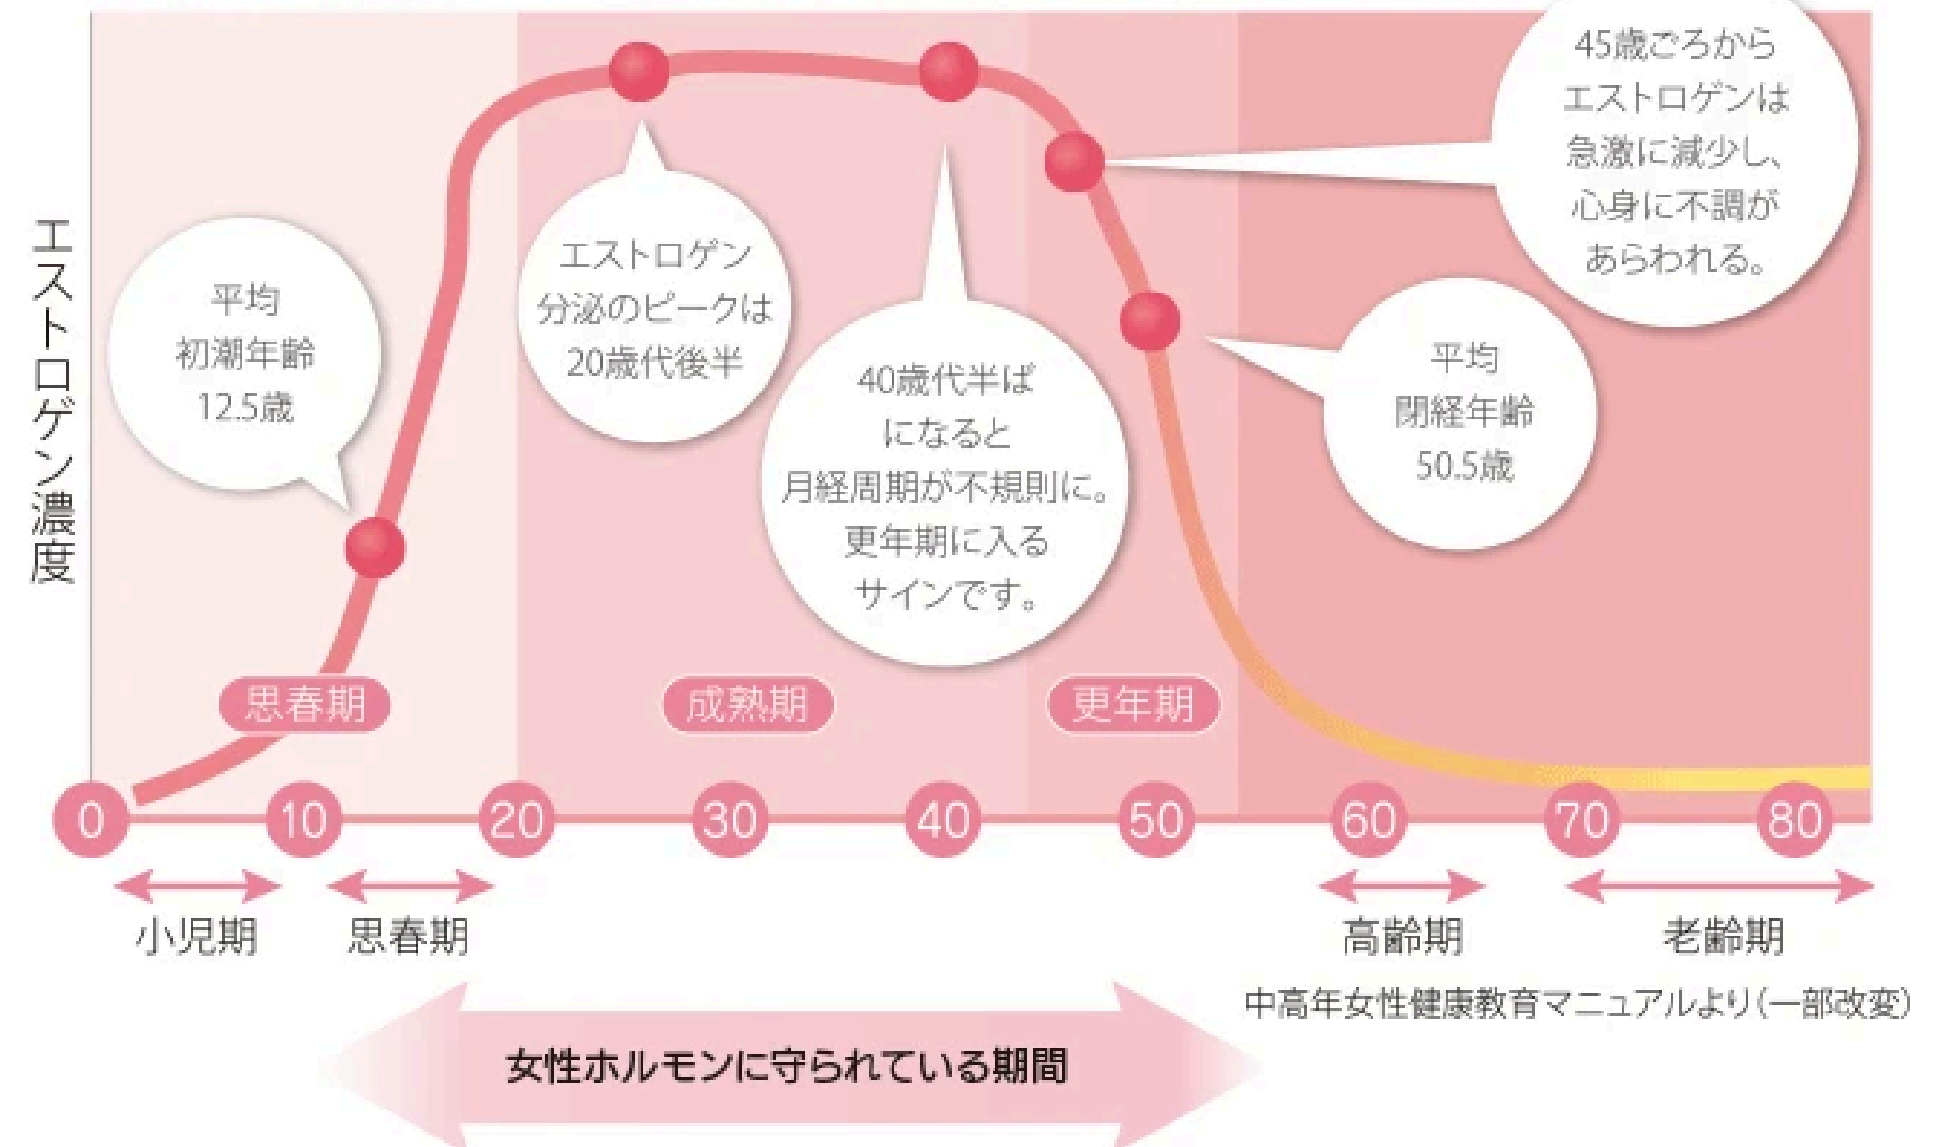 エストロゲン濃度
平均
初潮年齢
12.5歳
エストロゲン
分泌のピークは
20歳代後半
40歳代半ば
になると
月経周期が不規則に。
更年期に入る
サインです。
45歳ごろから
エストロゲンは
急激に減少し、
心身に不調が
あらわれる。
平均
閉経年齢
50.5歳
思春期
成熟期
更年期
0 10 20 30 40 50 60 70 80
小児期 思春期 高齢期 老齢期
中高年女性健康教育マニュアルより(一部改変)
女性ホルモンに守られている期間